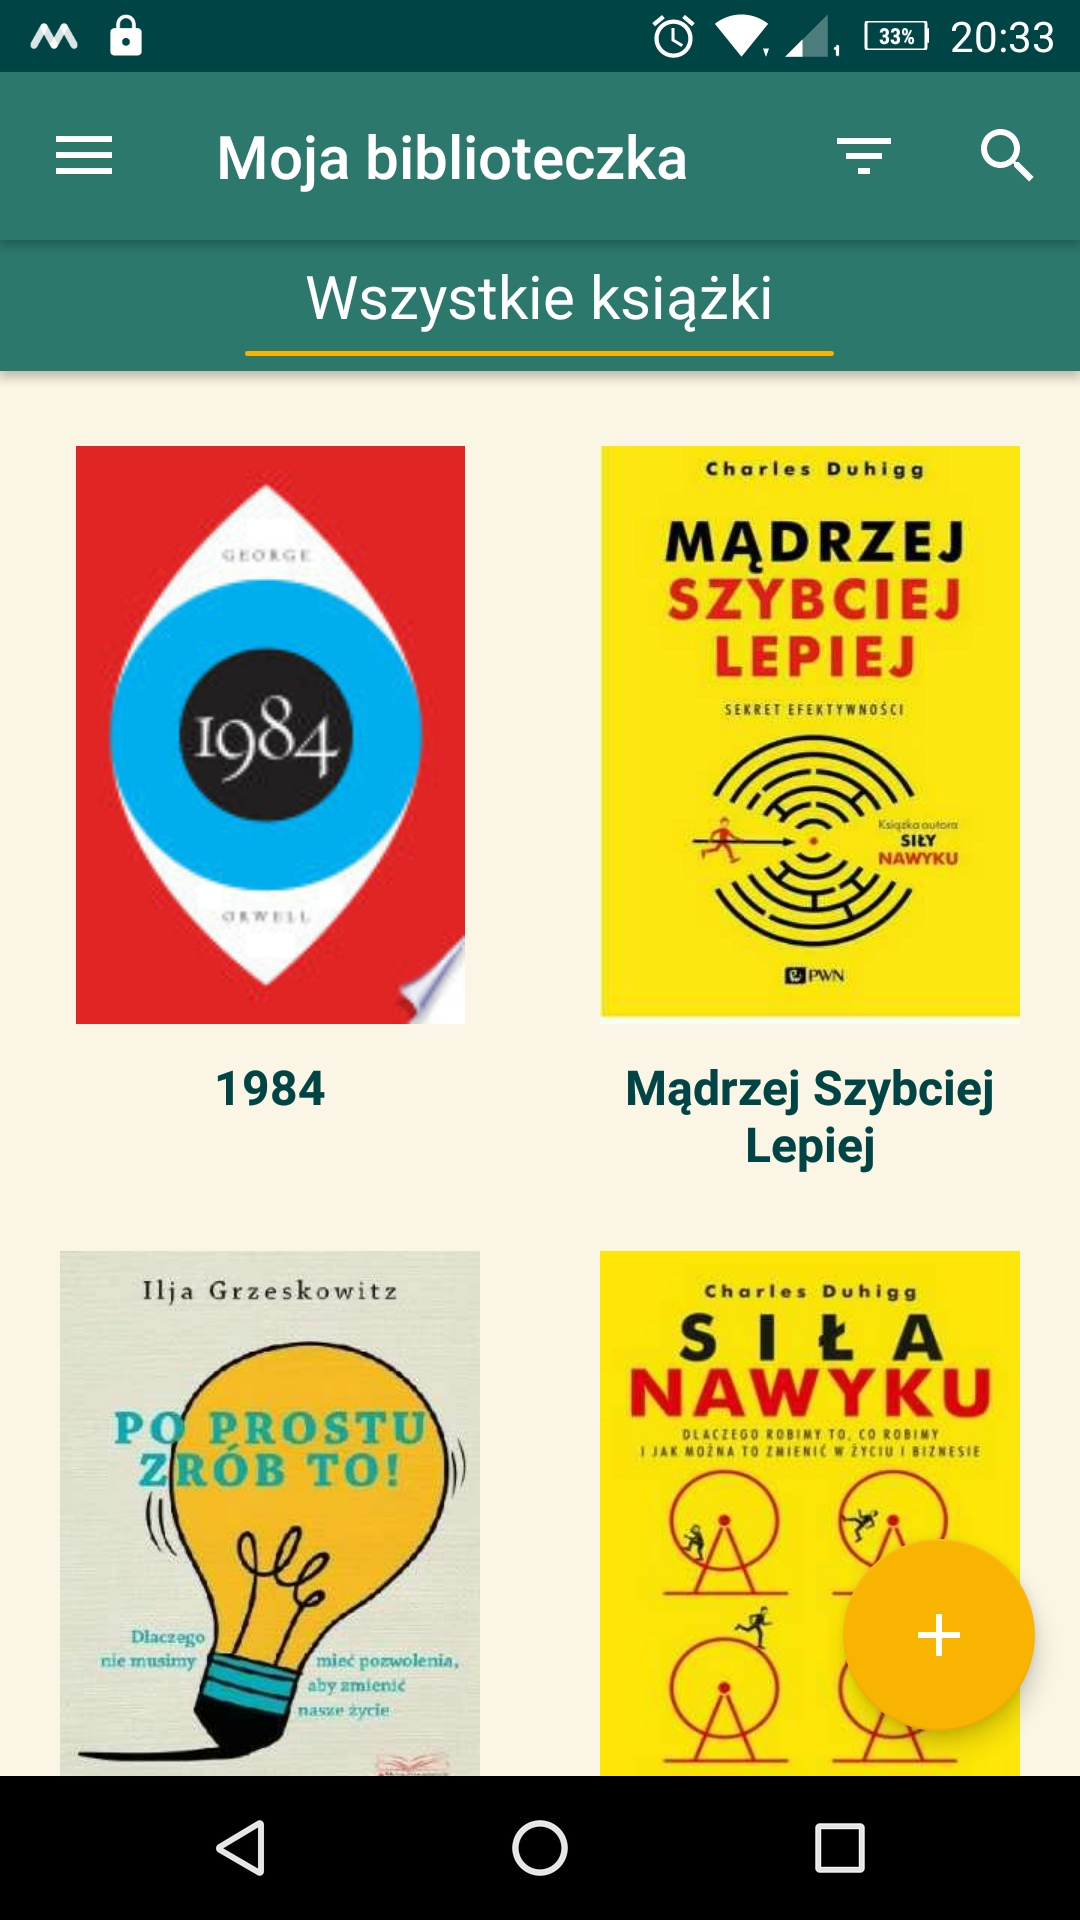 33% 20:33
Moja biblioteczka
Wszystkie książki
GEORGE
1984
ORWELL
Charles Duhigg
MĄDRZEJ
SZYBCIEJ
LEPIEJ
SEKRET EFEKTYWNOŚCI
Książka autora
SIŁY
NAWYKU
PWN
1984
Mądrzej Szybciej
Lepiej
Ilja Grzeskowitz
PO PROSTU
ZRÓB TO!
Dlaczego
nie musimy
mieć pozwolenia,
aby zmienić
nasze życie
Charles Duhigg
SIŁA
NAWYKU
DLACZEGO ROBIMY TO, CO ROBIMY
I JAK MOŻNA TO ZMIENIĆ W ŻYCIU I BIZNESIE